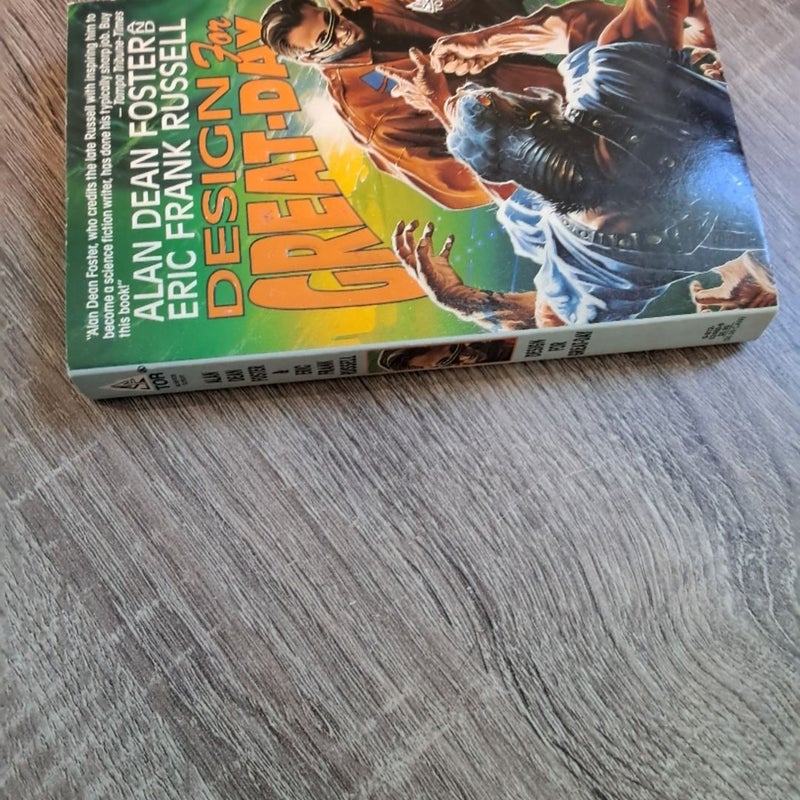 "Alan Dean Foster, who credits the late Russell with inspiring him to
become a science fiction writer, has done his typically sharp job. Buy
this book!" —Tampa Tribune-Times
ALAN DEAN FOSTER AND
ERIC FRANK RUSSELL
DESIGN For
GREAT-DAY
TOR
ALAN
DEAN
FOSTER
&
ERIC
FRANK
RUSSELL
DESIGN
FOR
GREAT-DAY